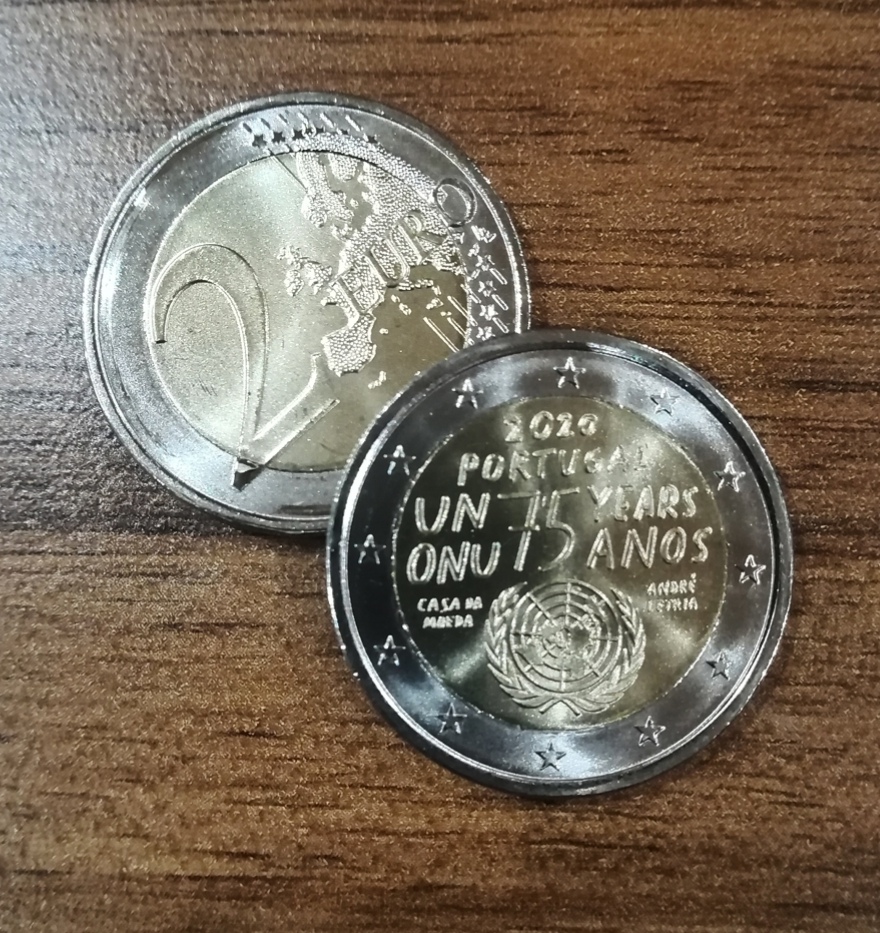 2 EURO
2020
PORTUGAL
UN 75 YEARS
ONU ANOS
CASA DA
MOEDA
ANDRÉ
LETRIA